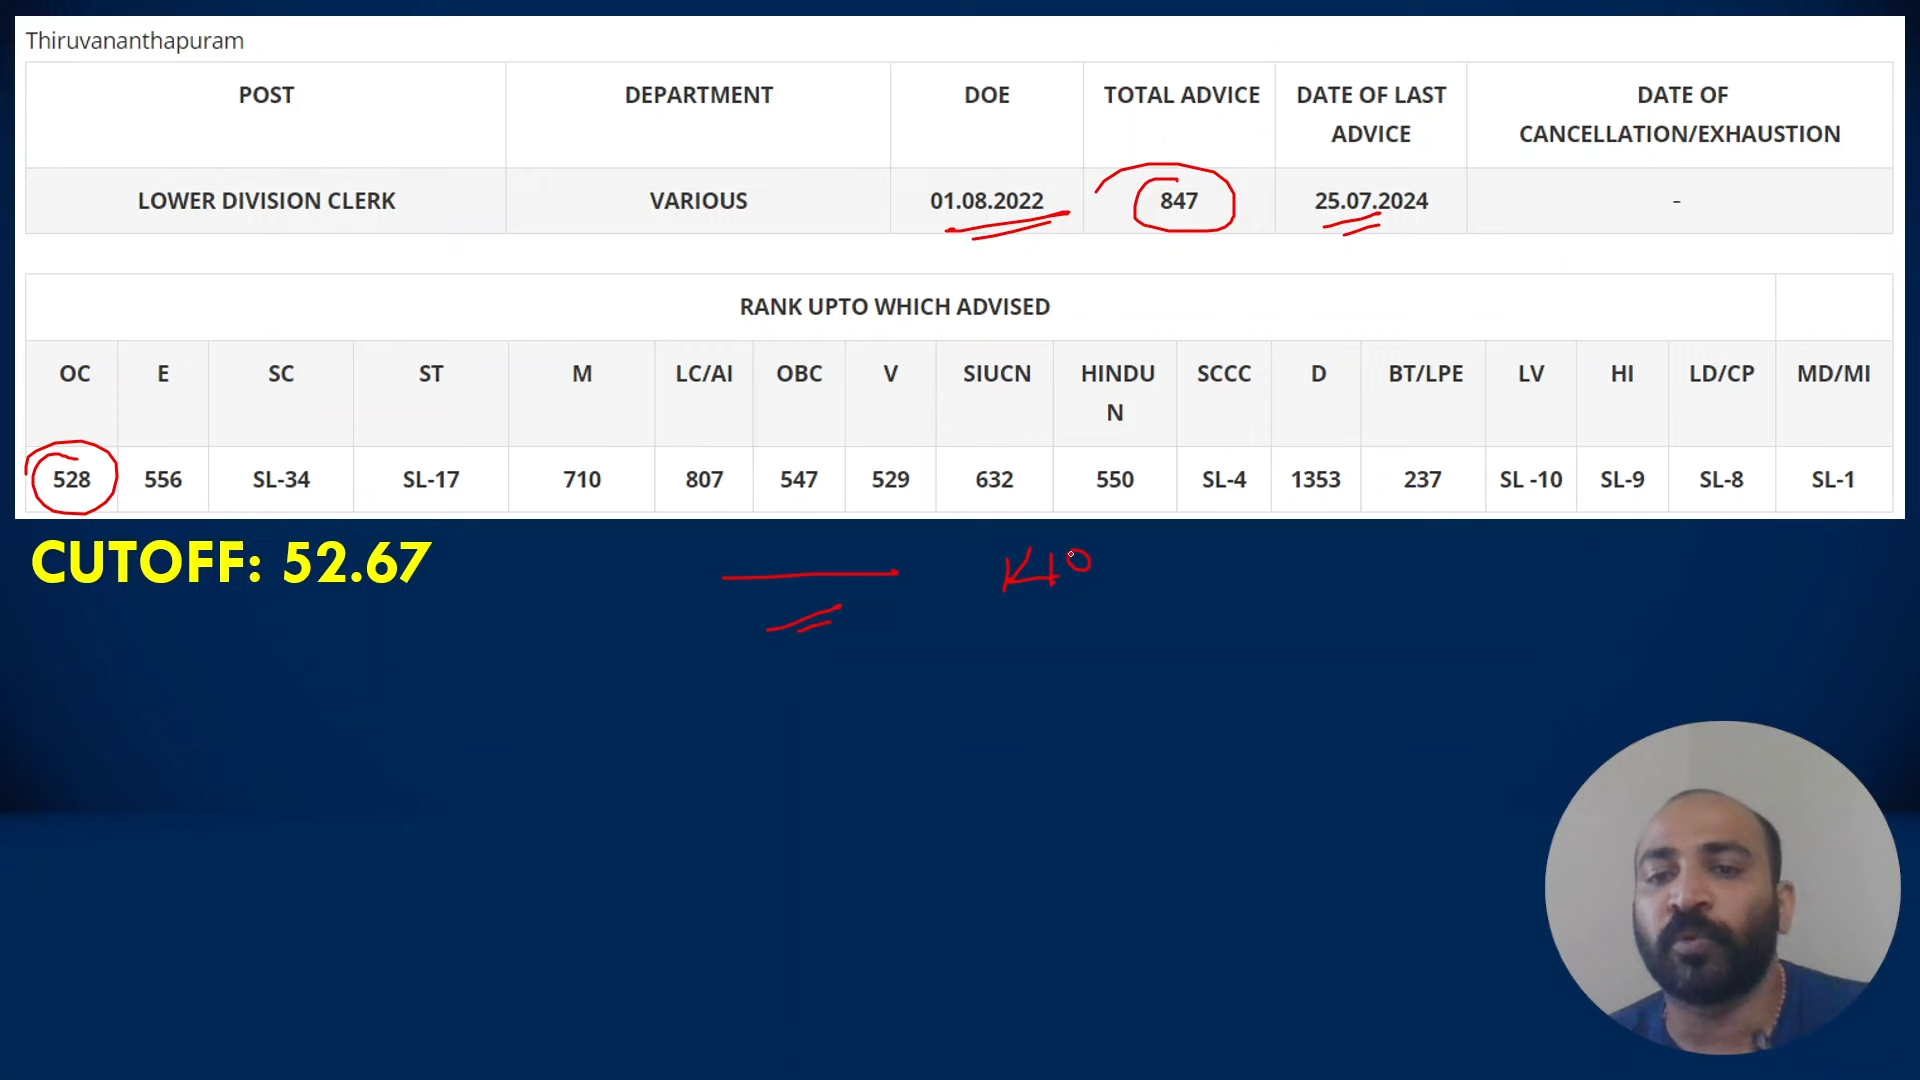 Thiruvananthapuram
POST DEPARTMENT DOE TOTAL ADVICE DATE OF LAST ADVICE DATE OF CANCELLATION/EXHAUSTION
LOWER DIVISION CLERK VARIOUS 01.08.2022 847 25.07.2024 -
RANK UPTO WHICH ADVISED
OC E SC ST M LC/AI OBC V SIUCN HINDU N SCCC D BT/LPE LV HI LD/CP MD/MI
528 556 SL-34 SL-17 710 807 547 529 632 550 SL-4 1353 237 SL -10 SL-9 SL-8 SL-1
CUTOFF: 52.67